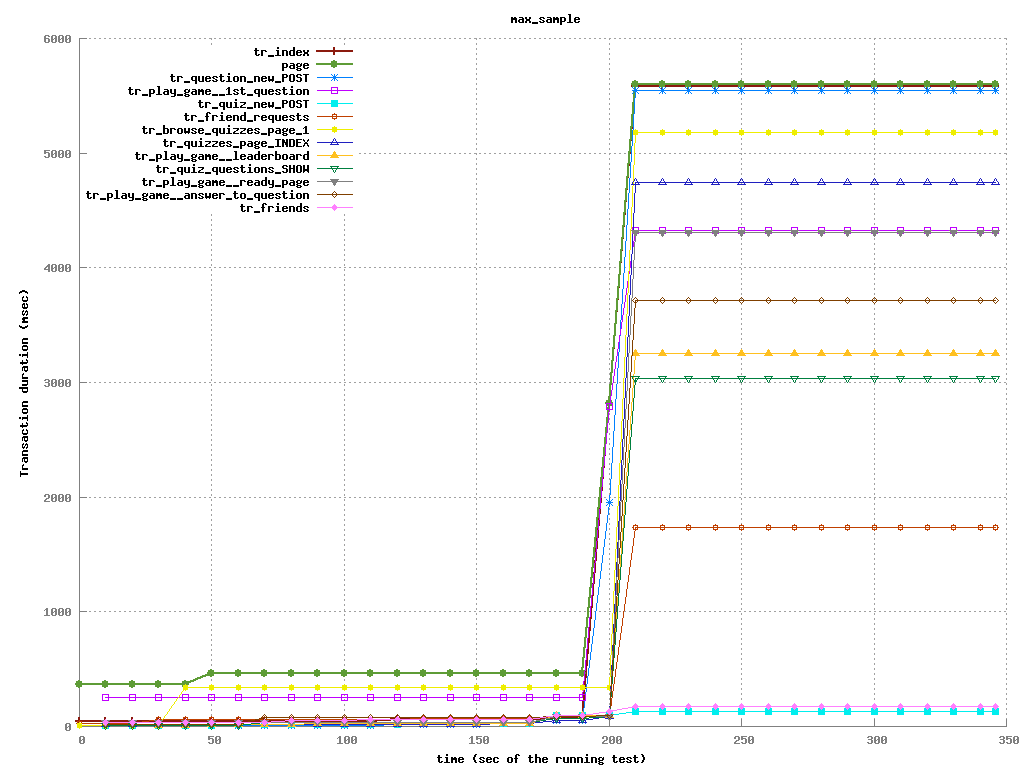 max_sample
6000
5000
4000
3000
2000
1000
0
Transaction duration (msec)
tr_index
page
tr_question_new_POST
tr_play_game__1st_question
tr_quiz_new_POST
tr_friend_requests
tr_browse_quizzes_page_1
tr_quizzes_page_INDEX
tr_play_game__leaderboard
tr_quiz_questions_SHOW
tr_play_game__ready_page
tr_play_game__answer_to_question
tr_friends
0 50 100 150 200 250 300 350
time (sec of the running test)